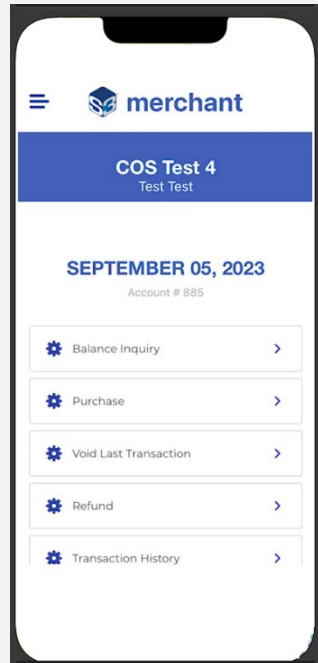 merchant
COS Test 4
Test Test
SEPTEMBER 05, 2023
Account # 885
Balance Inquiry
Purchase
Void Last Transaction
Refund
Transaction History